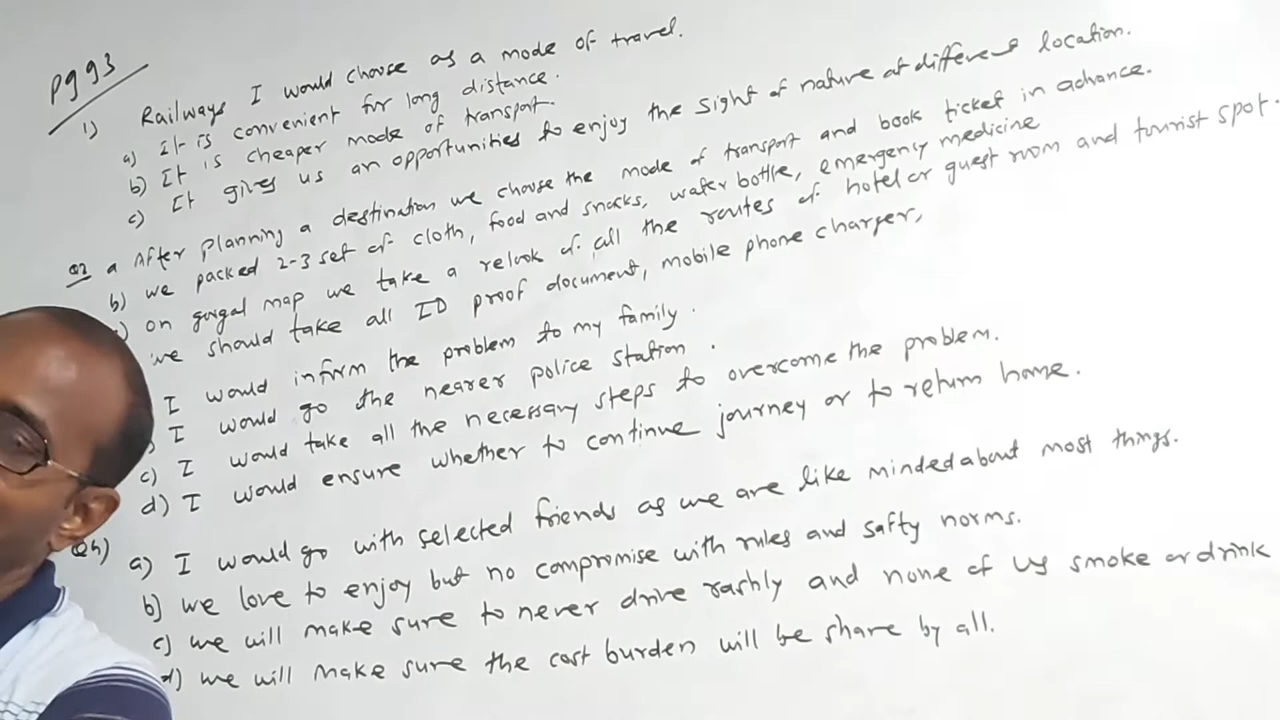 Pg 93
1) Railways I would choose as a mode of travel.
a) It is convenient for long distance.
b) It is cheaper mode of transport.
c) It gives us an opportunities to enjoy the sight of nature at different location.
Q2 a After planning a destination we choose the mode of transport and book ticket in advance.
b) we packed 2-3 set of cloth, food and snacks, water bottle, emergency medicine
) on googal map we take a relook of all the routes of hotel or guest room and tourist spot.
we should take all ID proof document, mobile phone charger,
I would inform the problem to my family.
) I would go the nearer police station.
c) I would take all the necessary steps to overcome the problem.
d) I would ensure whether to continue journey or to return home.
Q4) a) I would go with selected friends as we are like minded about most things.
b) we love to enjoy but no compromise with rules and safty norms.
c) we will make sure to never drive rashly and none of us smoke or drink
d) we will make sure the cost burden will be share by all.